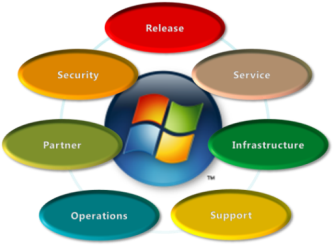 Release
Security
Service
Partner
Infrastructure
TM
Operations
Support